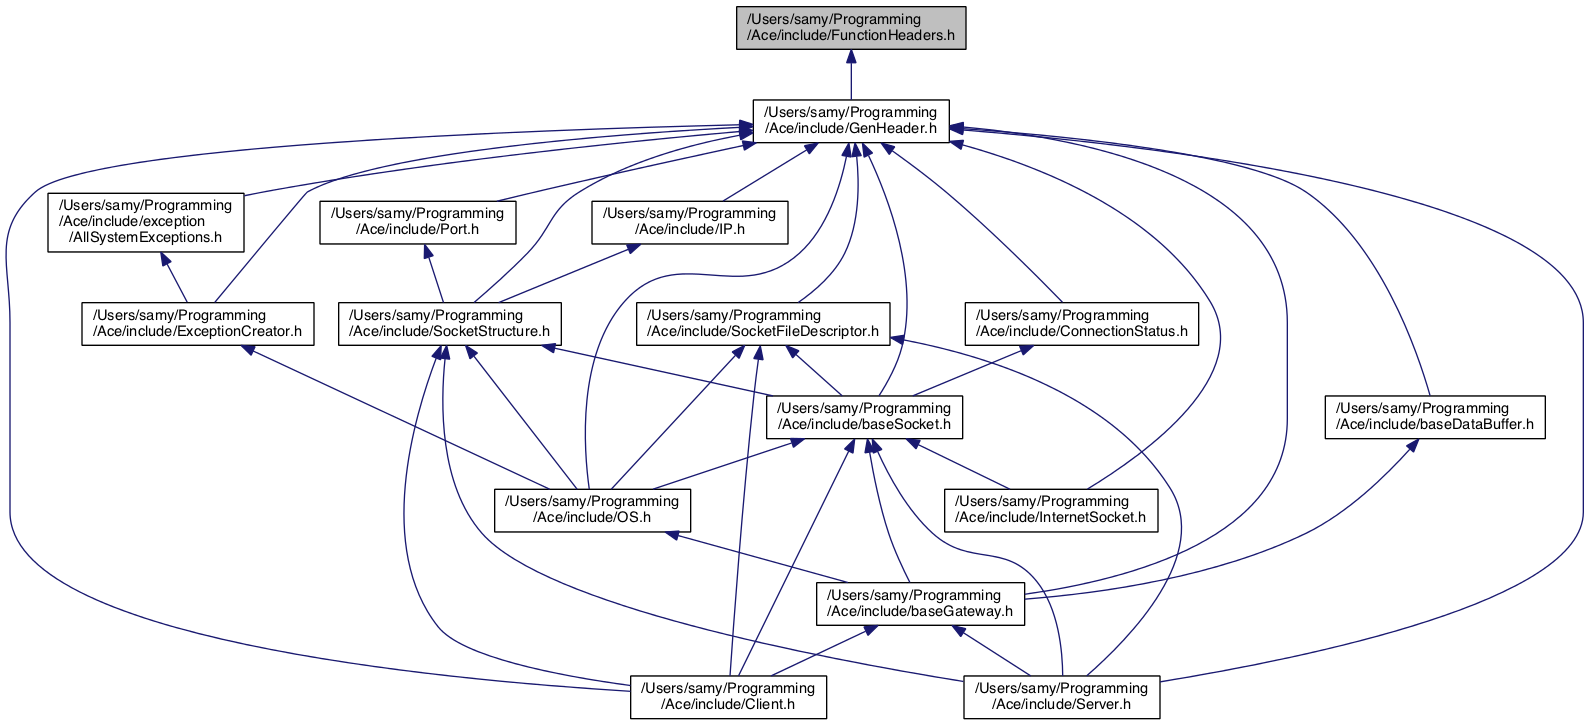 /Users/samy/Programming
/Ace/include/FunctionHeaders.h
/Users/samy/Programming
/Ace/include/GenHeader.h
/Users/samy/Programming
/Ace/include/exception
/AllSystemExceptions.h
/Users/samy/Programming
/Ace/include/Port.h
/Users/samy/Programming
/Ace/include/IP.h
/Users/samy/Programming
/Ace/include/ExceptionCreator.h
/Users/samy/Programming
/Ace/include/SocketStructure.h
/Users/samy/Programming
/Ace/include/SocketFileDescriptor.h
/Users/samy/Programming
/Ace/include/ConnectionStatus.h
/Users/samy/Programming
/Ace/include/baseSocket.h
/Users/samy/Programming
/Ace/include/baseDataBuffer.h
/Users/samy/Programming
/Ace/include/OS.h
/Users/samy/Programming
/Ace/include/InternetSocket.h
/Users/samy/Programming
/Ace/include/baseGateway.h
/Users/samy/Programming
/Ace/include/Client.h
/Users/samy/Programming
/Ace/include/Server.h